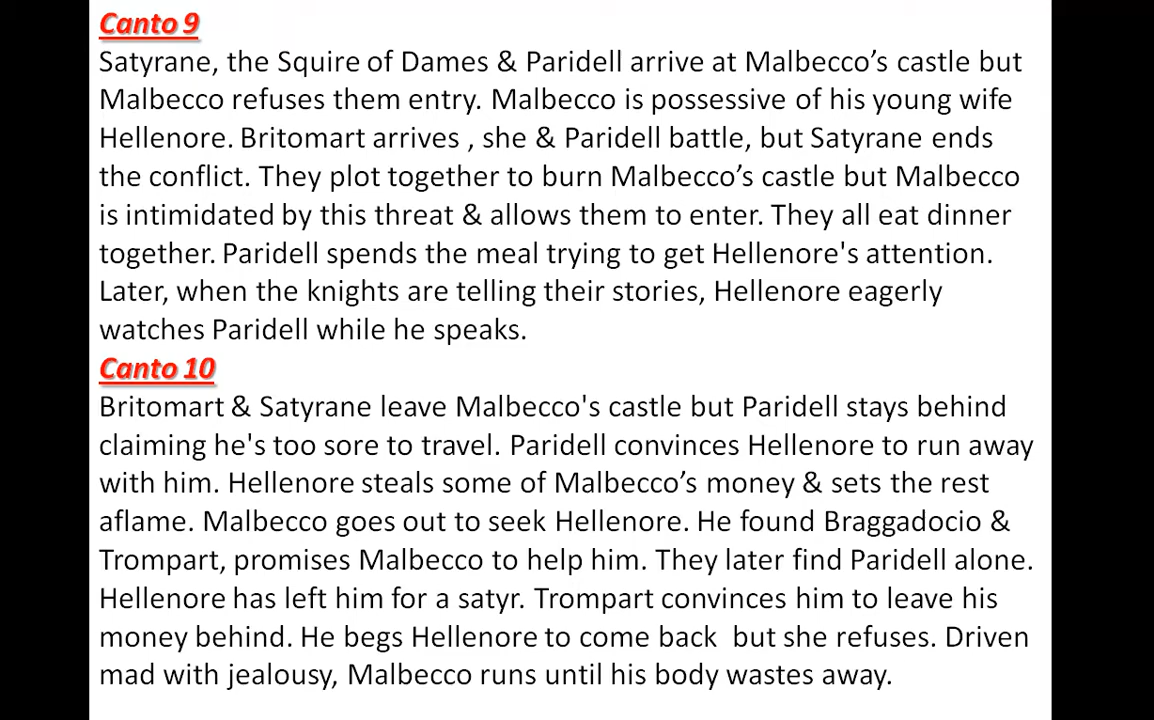 Canto 9
Satyrane, the Squire of Dames & Paridell arrive at Malbecco’s castle but
Malbecco refuses them entry. Malbecco is possessive of his young wife
Hellenore. Britomart arrives , she & Paridell battle, but Satyrane ends
the conflict. They plot together to burn Malbecco’s castle but Malbecco
is intimidated by this threat & allows them to enter. They all eat dinner
together. Paridell spends the meal trying to get Hellenore's attention.
Later, when the knights are telling their stories, Hellenore eagerly
watches Paridell while he speaks.
Canto 10
Britomart & Satyrane leave Malbecco's castle but Paridell stays behind
claiming he's too sore to travel. Paridell convinces Hellenore to run away
with him. Hellenore steals some of Malbecco’s money & sets the rest
aflame. Malbecco goes out to seek Hellenore. He found Braggadocio &
Trompart, promises Malbecco to help him. They later find Paridell alone.
Hellenore has left him for a satyr. Trompart convinces him to leave his
money behind. He begs Hellenore to come back  but she refuses. Driven
mad with jealousy, Malbecco runs until his body wastes away.